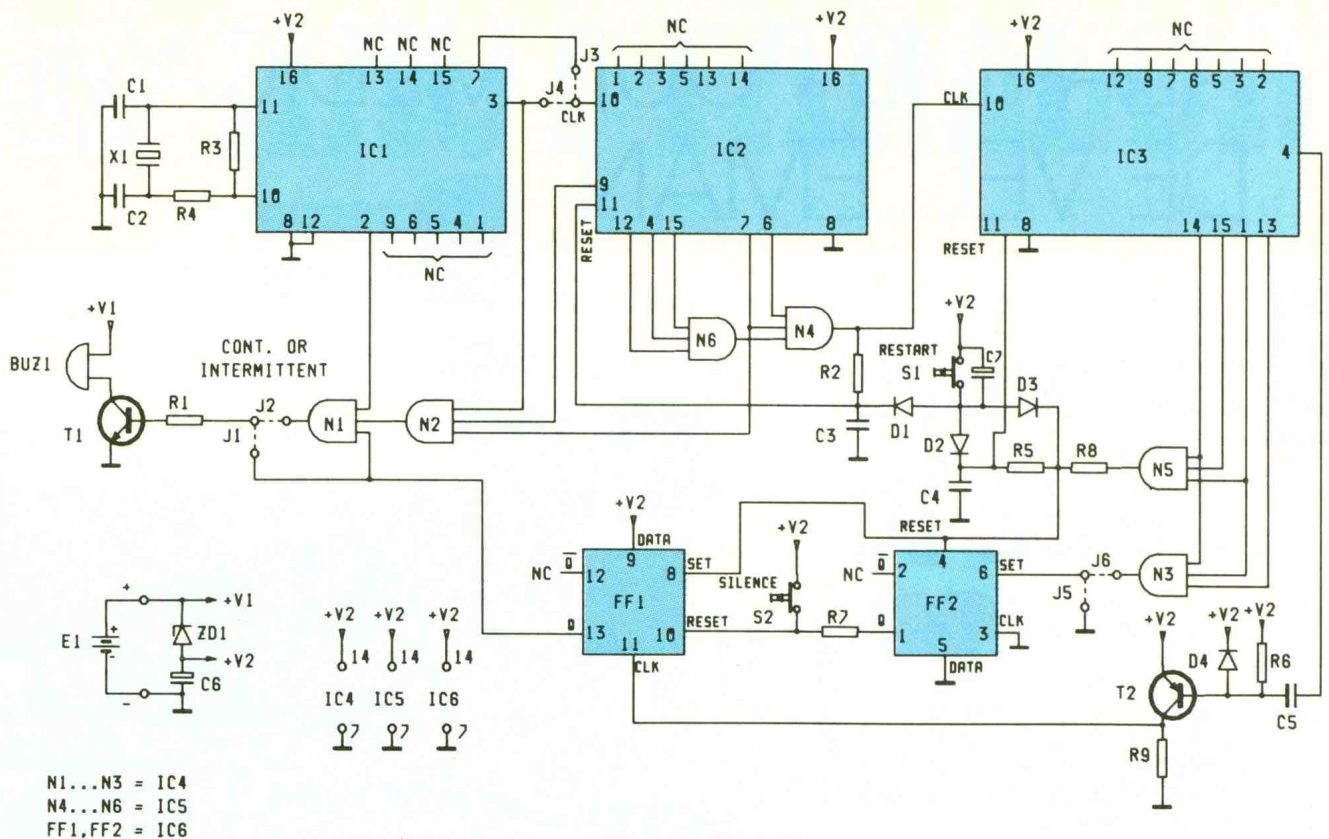 +V2
NC NC NC
16 13 14 15 7
C1
X1
C2
R3
R4
11
10
IC1
3
8 12 2 9 6 5 4 1
NC
J3
J4
CLK
NC
1 2 3 5 13 14
+V2
16
10
IC2
9
11
RESET
12 4 15 7 6 8
CLK
+V2
NC
16 12 9 7 6 5 3 2
10
IC3
4
RESET
11 8 14 15 1 13
+V1
BUZ1
T1
R1
CONT. OR
INTERMITTENT
J2
J1
N1
N2
N6
N4
R2
C3
+V2
RESTART
S1
C7
D1
D2
D3
C4
R5
R8
N5
+V2
DATA
9
NC
Q
12
8
SET
FF1
Q
13
11
10
RESET
CLK
SILENCE
+V2
S2
R7
RESET
4
NC
Q
2
6
SET
FF2
Q
1
5
3
CLK
DATA
J6
J5
N3
+V2
+V2
D4
R6
T2
C5
R9
+
+V1
E1
+
-
ZD1
+V2
C6
-
+V2 +V2 +V2
14 14 14
IC4 IC5 IC6
7 7 7
N1...N3 = IC4
N4...N6 = IC5
FF1,FF2 = IC6